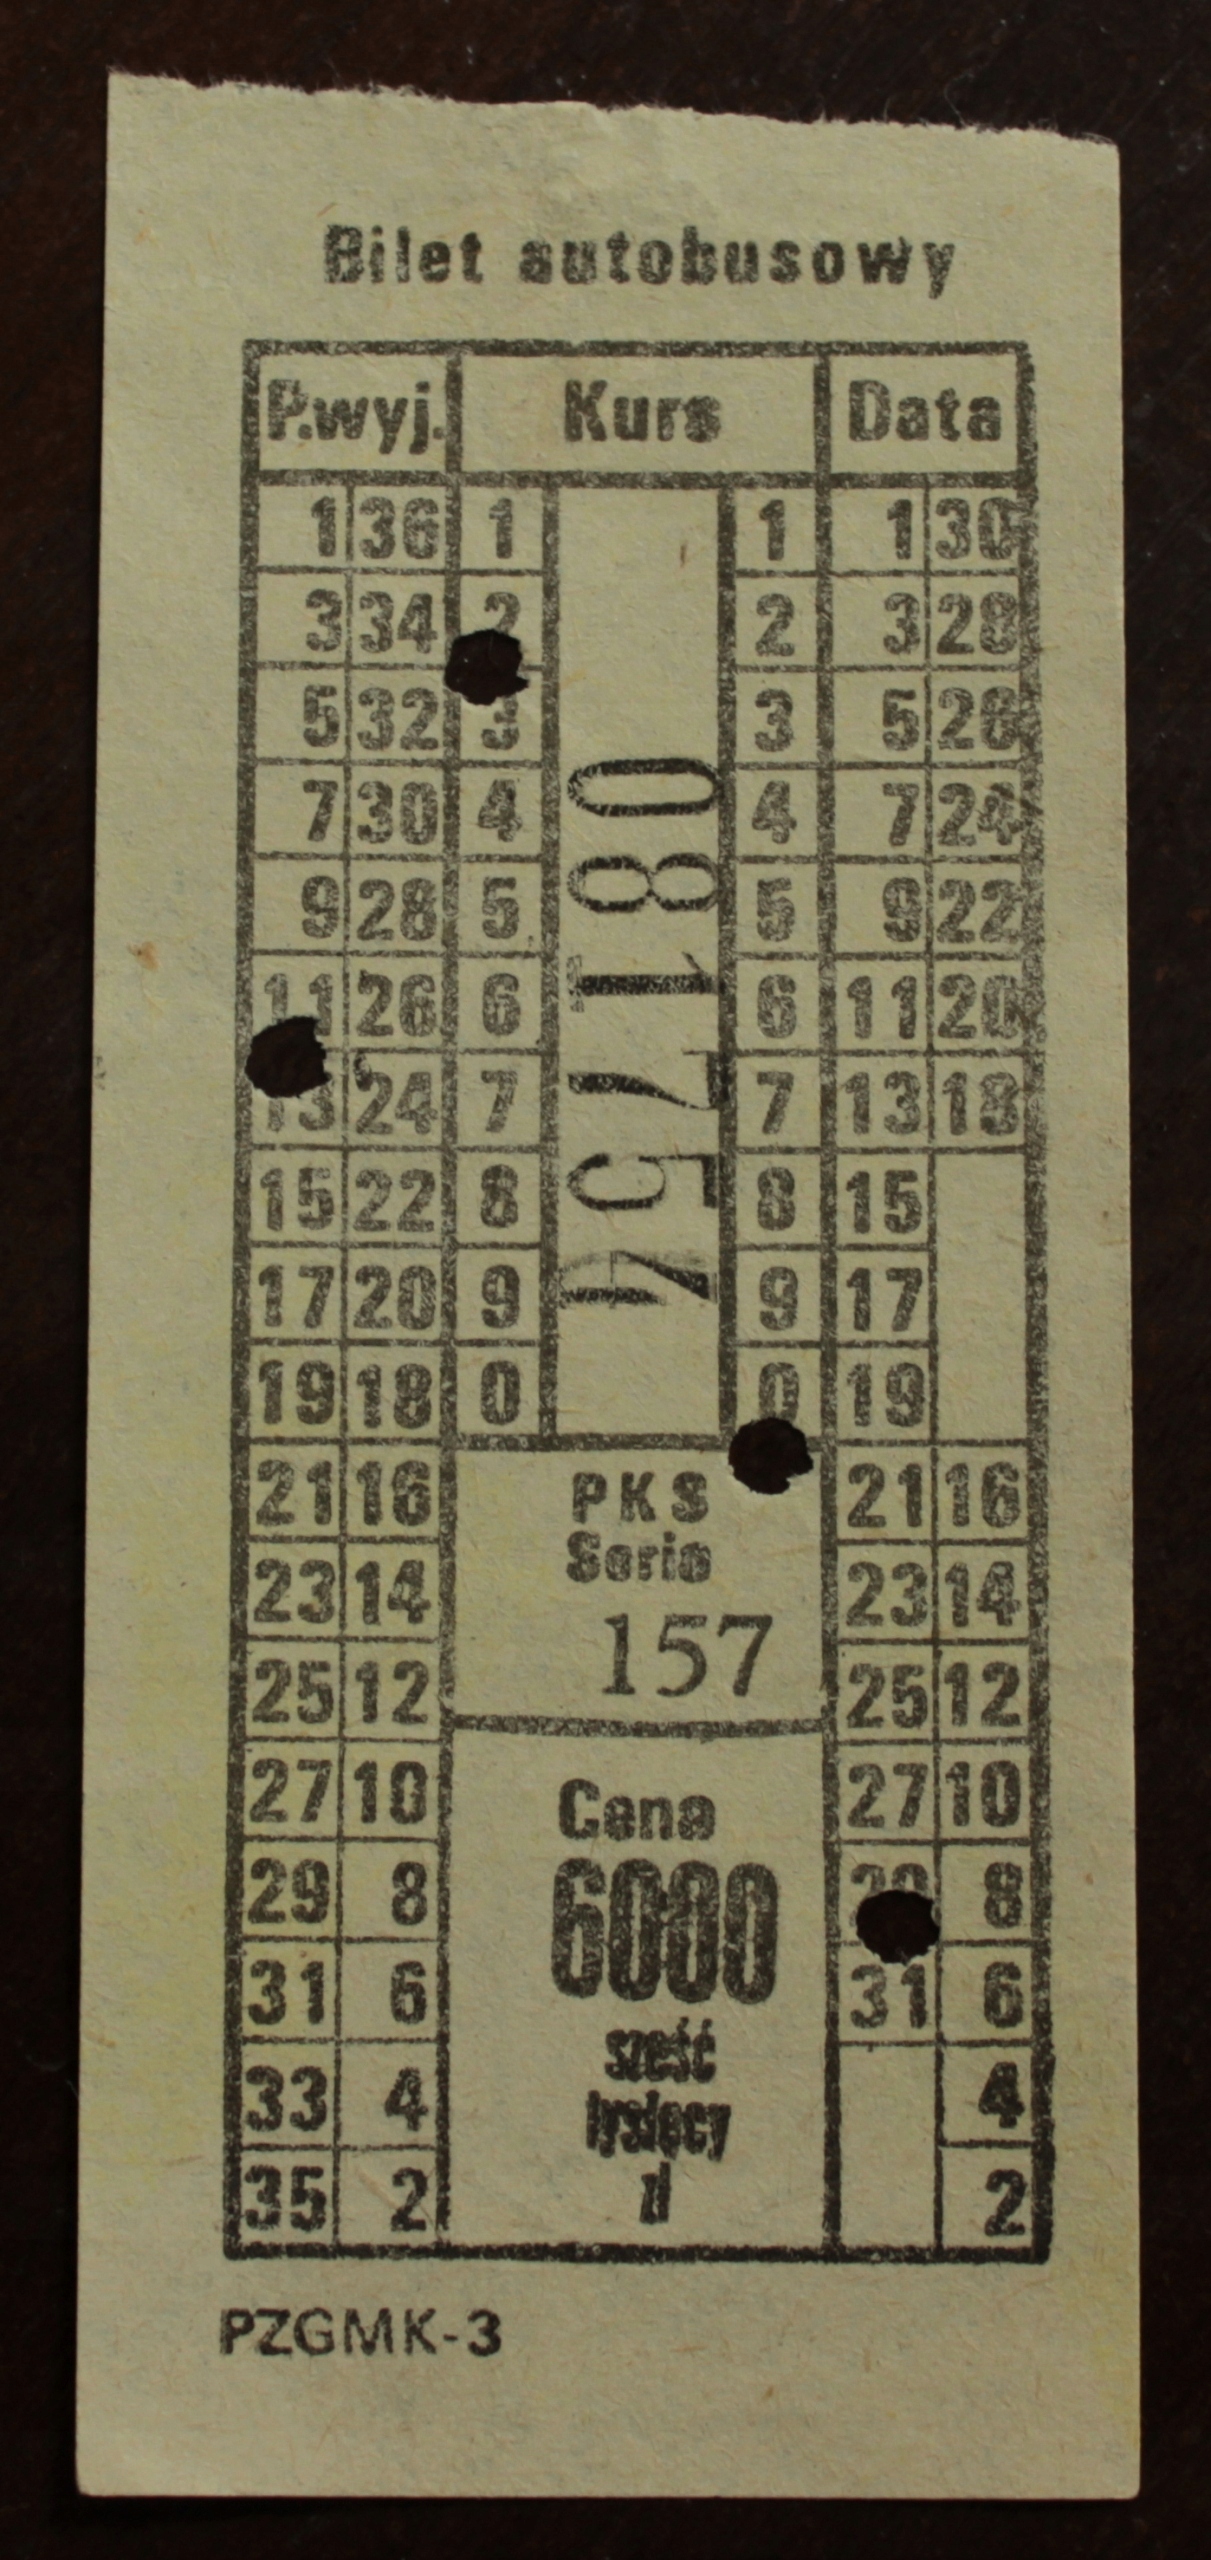 Bilet autobusowy
P.wyj. Kurs Data
1 36 1 1 1 30
3 34 2 2 3 28
5 32 3 3 5 26
7 30 4 4 7 24
9 28 5 5 9 22
11 26 6 6 11 20
13 24 7 7 13 18
15 22 8 8 15
17 20 9 9 17
19 18 0 0 19
081754
21 16 PKS 21 16
Seria
23 14 157 23 14
25 12 25 12
27 10 Cena 27 10
29 8 6000 29 8
31 6 sześć 31 6
33 4 tysięcy 4
35 2 zł 2
PZGMK-3